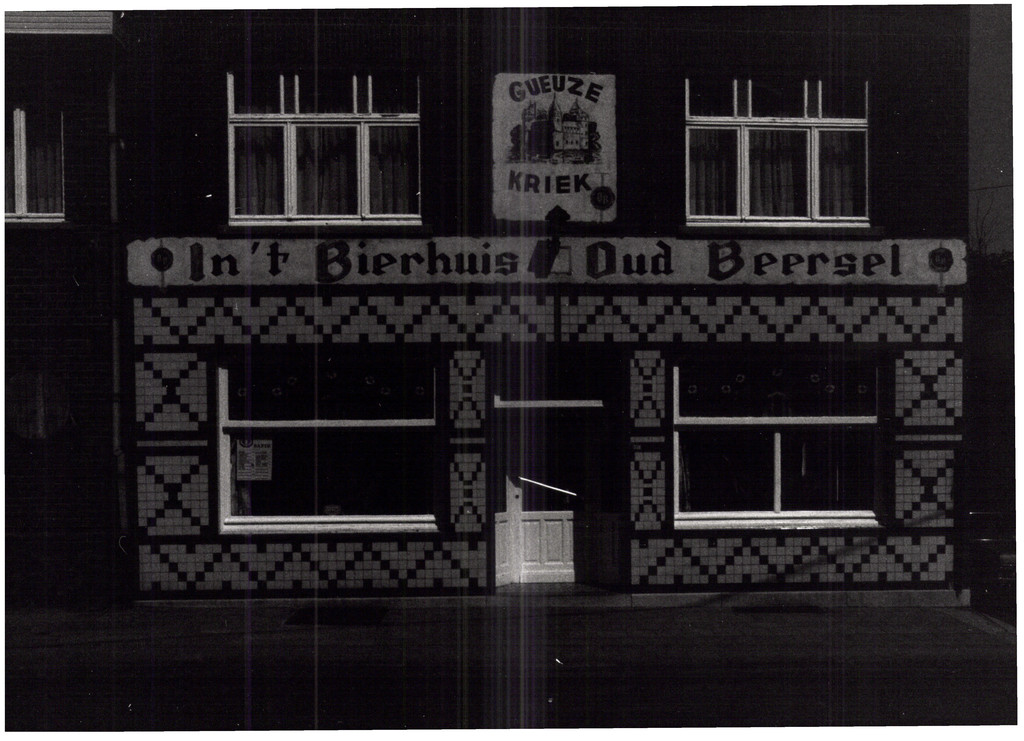 GUEUZE
KRIEK
In 't Bierhuis Oud Beersel